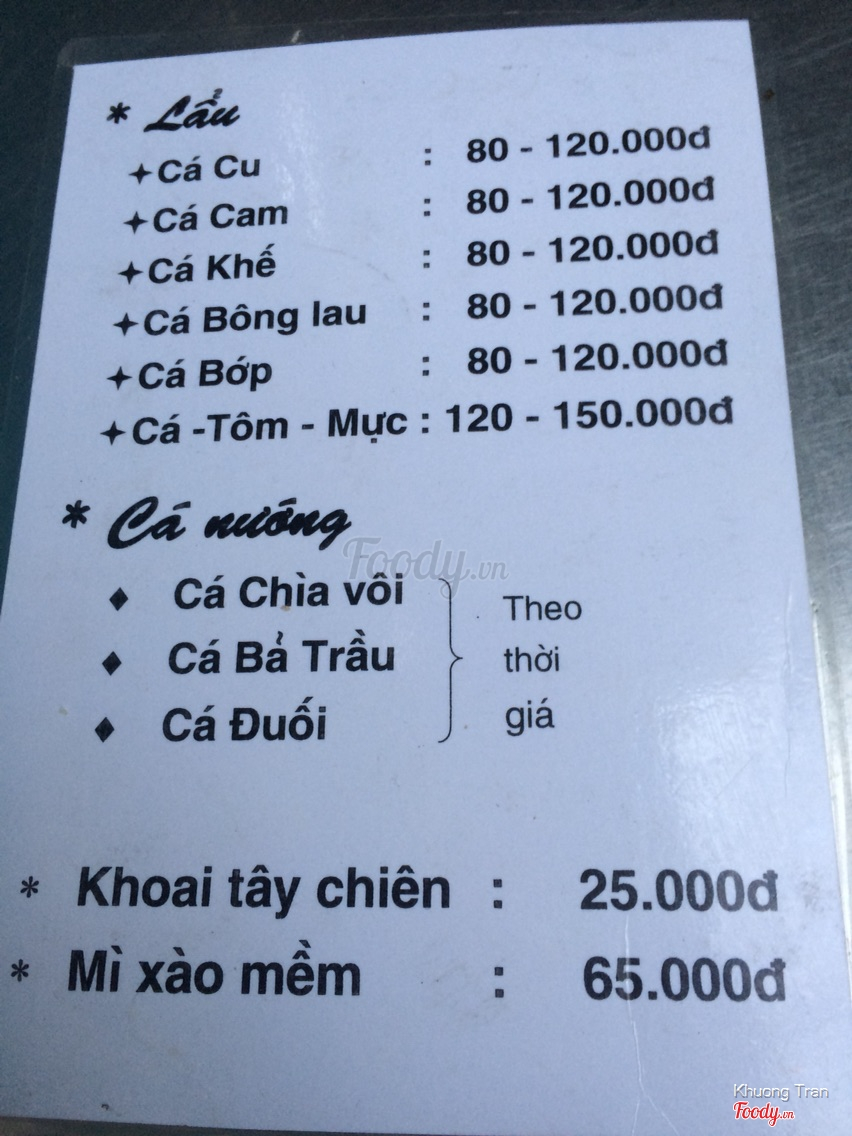 * Lẩu
Cá Cu : 80 - 120.000đ
Cá Cam : 80 - 120.000đ
Cá Khế : 80 - 120.000đ
Cá Bông lau : 80 - 120.000đ
Cá Bớp : 80 - 120.000đ
Cá -Tôm - Mực : 120 - 150.000đ
* Cá nướng
Foody.vn
Cá Chìa vôi
Cá Bả Trầu
Cá Đuối
Theo
thời
giá
* Khoai tây chiên : 25.000đ
* Mì xào mềm : 65.000đ
Khuong Tran
Foody.vn